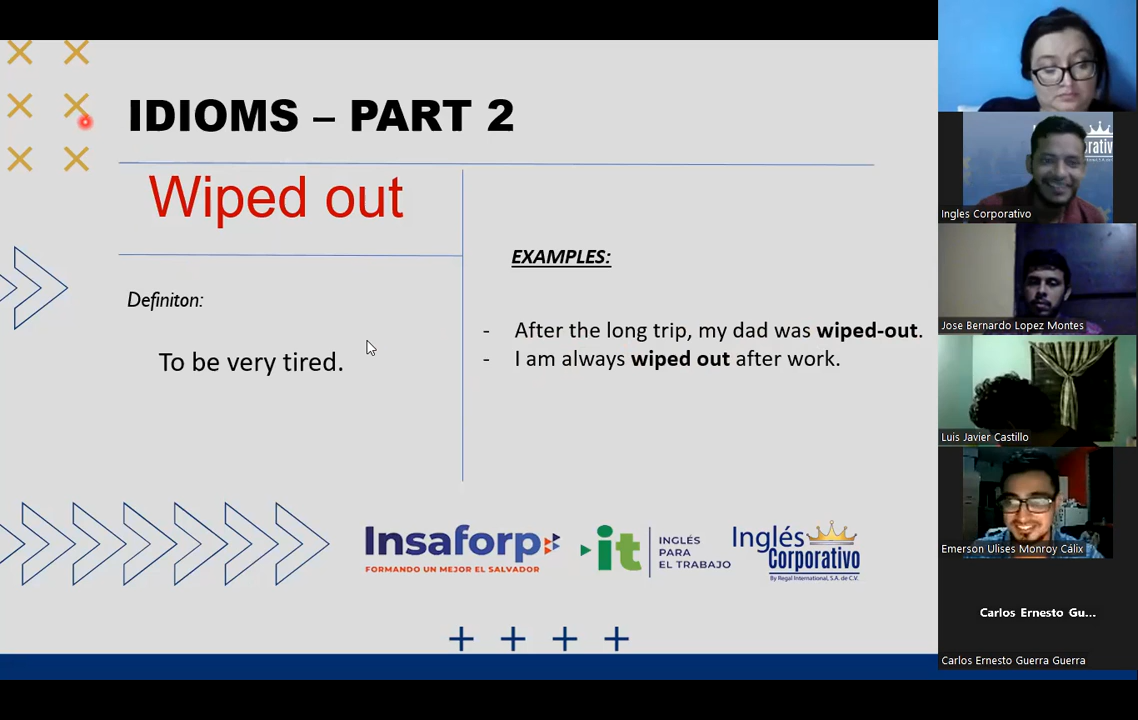 IDIOMS – PART 2
Wiped out
Definiton:
To be very tired.
EXAMPLES:
- After the long trip, my dad was wiped-out.
- I am always wiped out after work.
Insaforp
FORMANDO UN MEJOR EL SALVADOR
it
INGLÉS
PARA
EL TRABAJO
Inglés
Corporativo
By Regal International, S.A. de C.V.
Ingles Corporativo
Jose Bernardo Lopez Montes
Luis Javier Castillo
Emerson Ulises Monroy Cálix
Carlos Ernesto Gu...
Carlos Ernesto Guerra Guerra